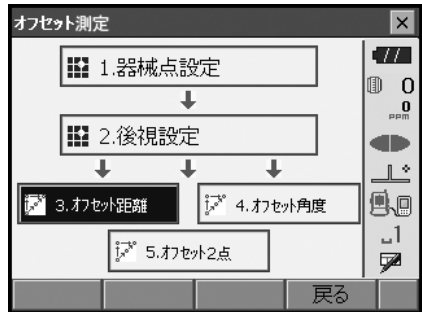 オフセット測定
1.器械点設定
0
0
PPM
2.後視設定
3.オフセット距離
4.オフセット角度
5.オフセット2点
1
戻る